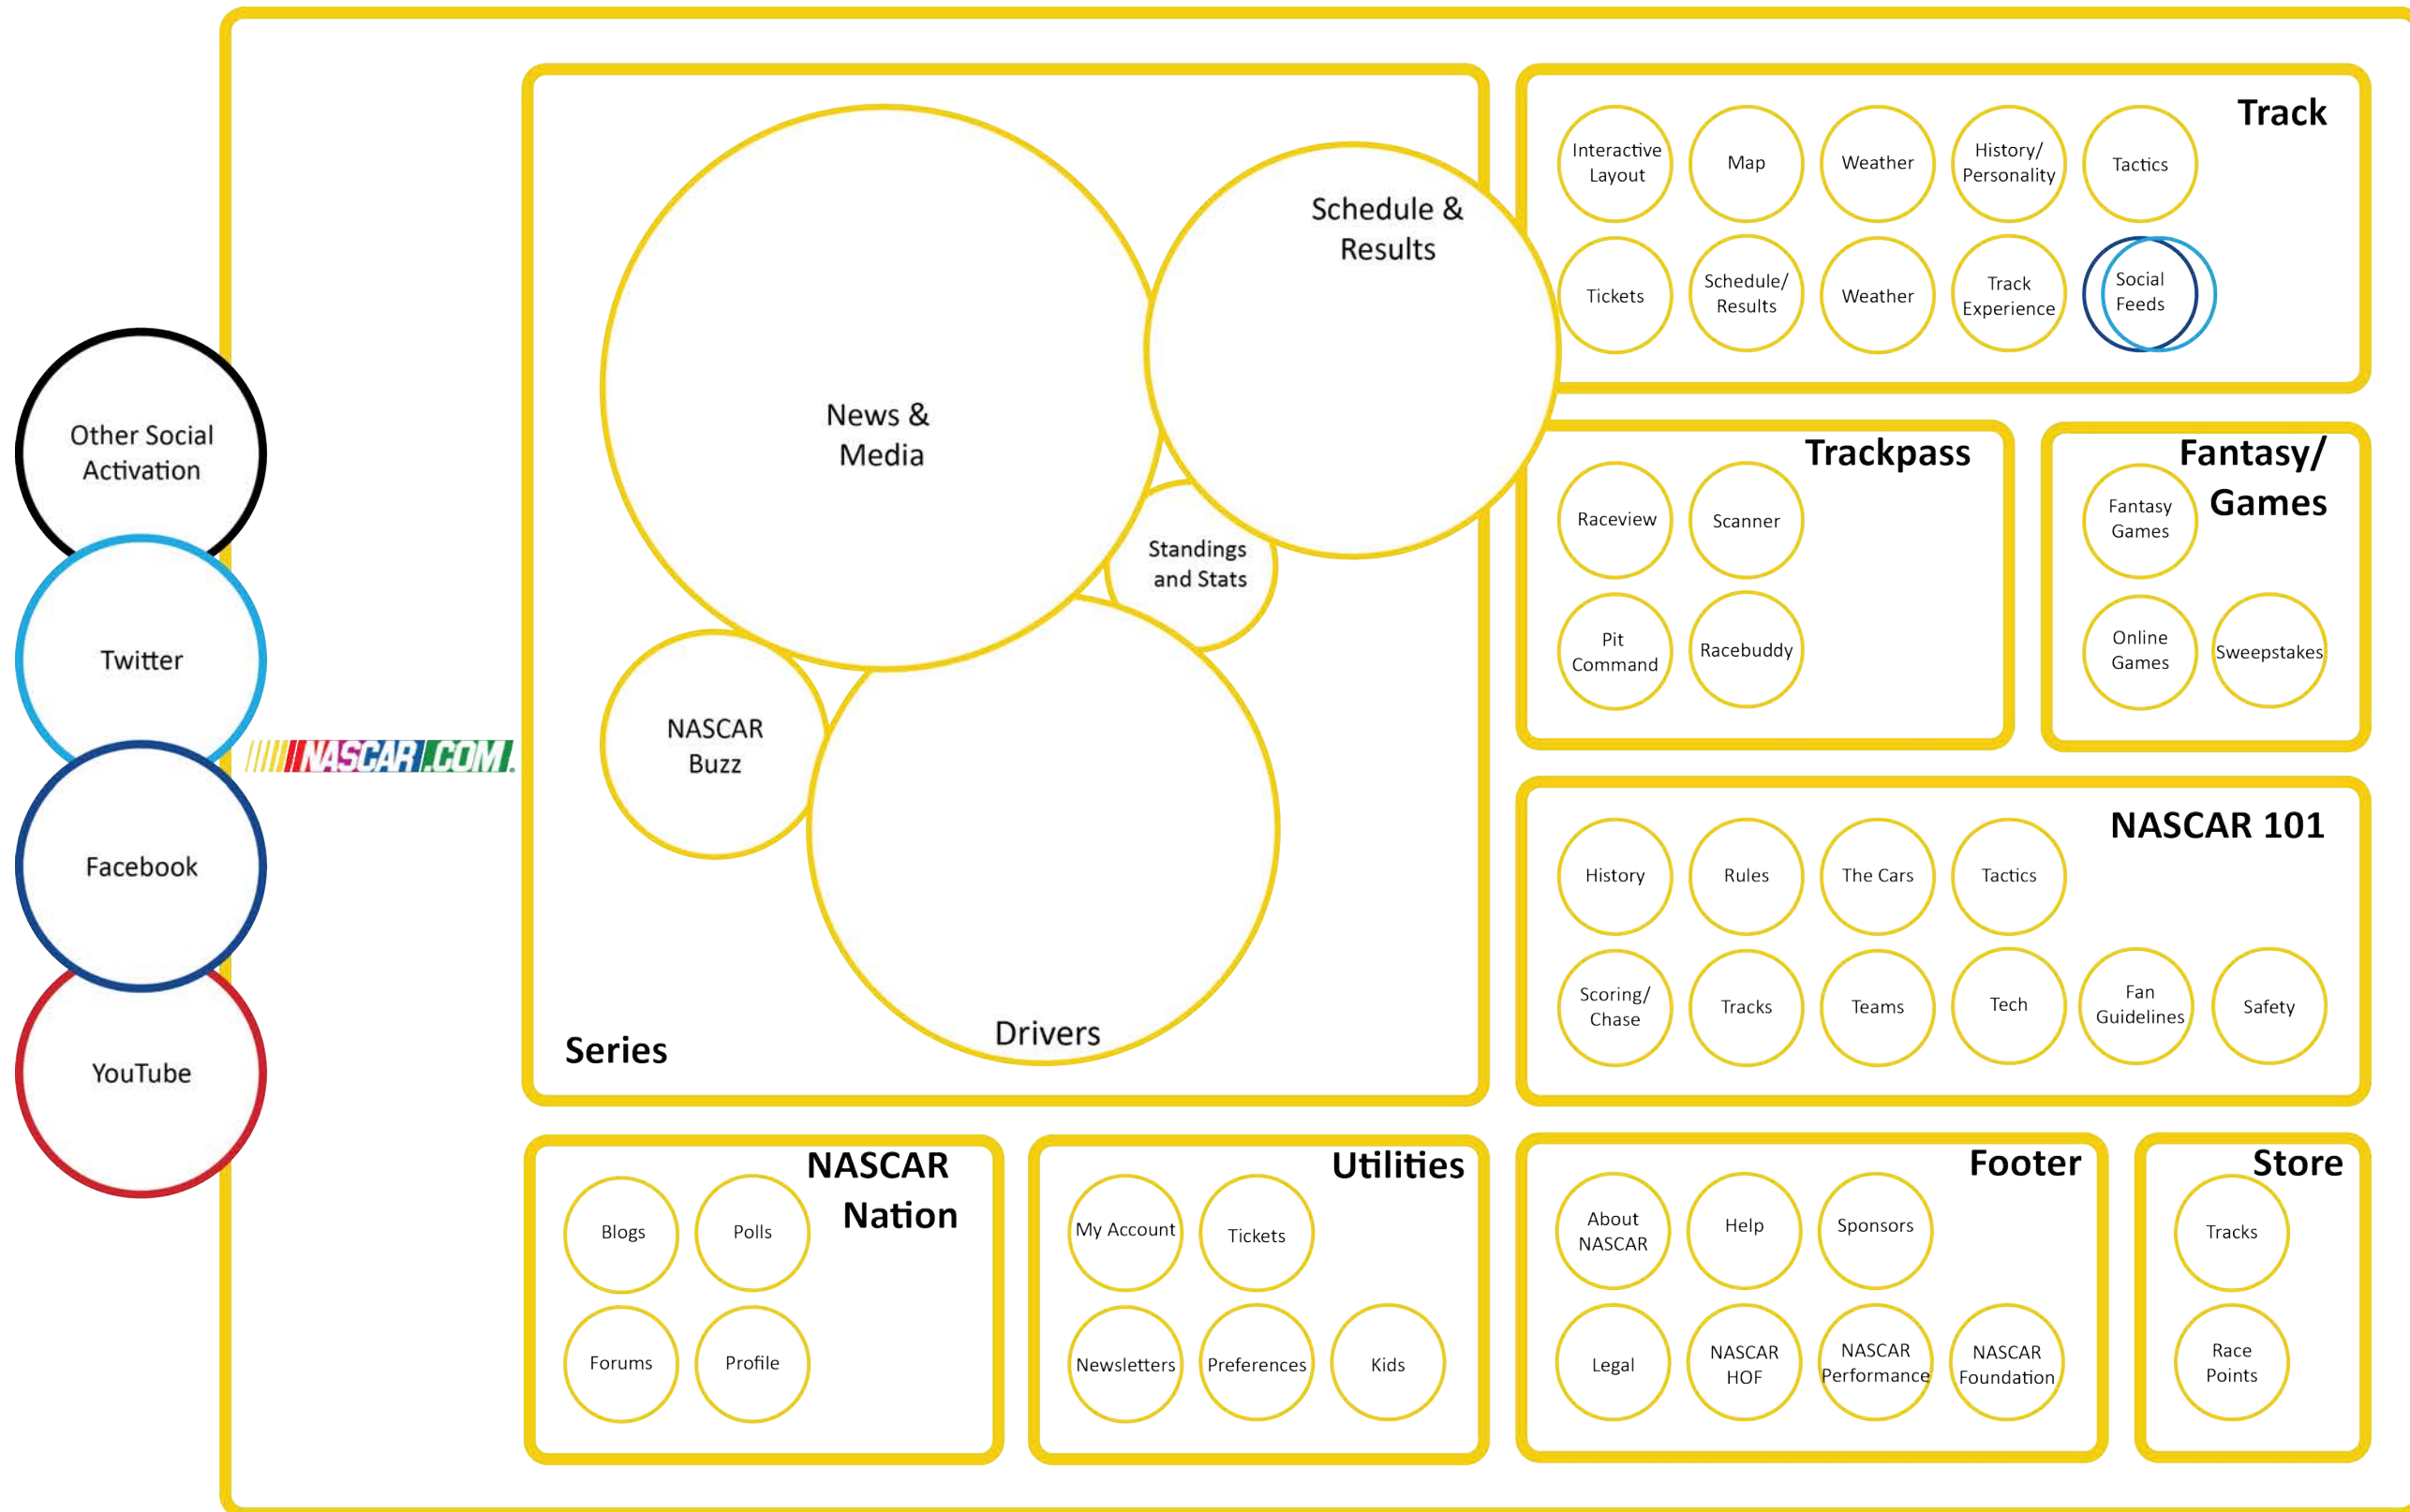 Other Social
Activation
Twitter
Facebook
YouTube
NASCAR.COM
News &
Media
Schedule &
Results
Standings
and Stats
NASCAR
Buzz
Drivers
Series
Track
Interactive
Layout
Map
Weather
History/
Personality
Tactics
Tickets
Schedule/
Results
Weather
Track
Experience
Social
Feeds
Trackpass
Raceview
Scanner
Pit
Command
Racebuddy
Fantasy/
Games
Fantasy
Games
Online
Games
Sweepstakes
NASCAR 101
History
Rules
The Cars
Tactics
Scoring/
Chase
Tracks
Teams
Tech
Fan
Guidelines
Safety
NASCAR
Nation
Blogs
Polls
Forums
Profile
Utilities
My Account
Tickets
Newsletters
Preferences
Kids
Footer
About
NASCAR
Help
Sponsors
Legal
NASCAR
HOF
NASCAR
Performance
NASCAR
Foundation
Store
Tracks
Race
Points